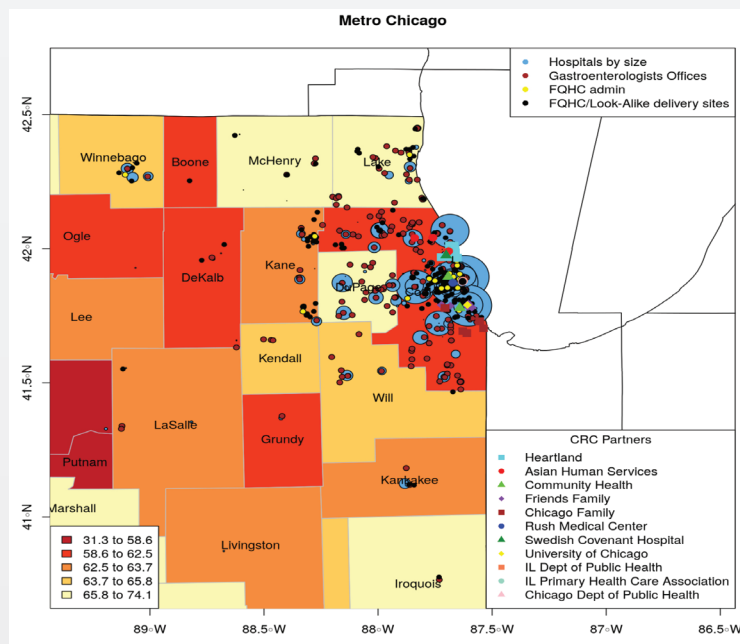 Metro Chicago
Hospitals by size
Gastroenterologists Offices
FQHC admin
FQHC/Look-Alike delivery sites
42.5°N
42°N
41.5°N
41°N
Winnebago
Boone
McHenry
Lake
Ogle
DeKalb
Kane
DuPage
Lee
Kendall
Will
LaSalle
Grundy
Putnam
Kankakee
Marshall
Livingston
Iroquois
31.3 to 58.6
58.6 to 62.5
62.5 to 63.7
63.7 to 65.8
65.8 to 74.1
CRC Partners
Heartland
Asian Human Services
Community Health
Friends Family
Chicago Family
Rush Medical Center
Swedish Covenant Hospital
University of Chicago
IL Dept of Public Health
IL Primary Health Care Association
Chicago Dept of Public Health
89°W
88.5°W
88°W
87.5°W
87°W
86.5°W